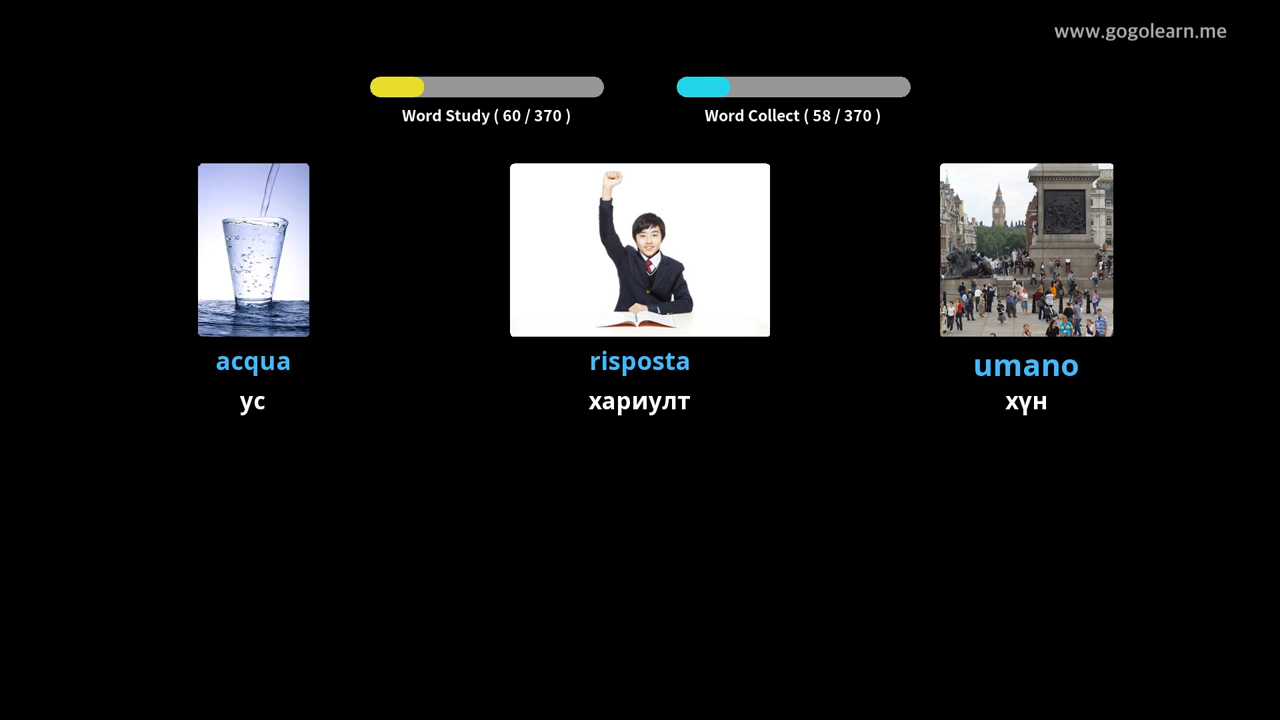 www.gogolearn.me
Word Study ( 60 / 370 )
Word Collect ( 58 / 370 )
acqua
risposta
umano
ус
хариулт
хүн